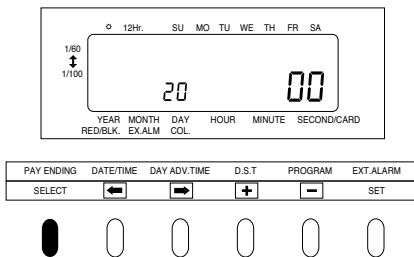 12Hr. SU MO TU WE TH FR SA
1/60
1/100
20 00
YEAR MONTH DAY HOUR MINUTE SECOND/CARD
RED/BLK. EX.ALM COL.
PAY ENDING DATE/TIME DAY ADV.TIME D.S.T PROGRAM EXT.ALARM
SELECT + − SET